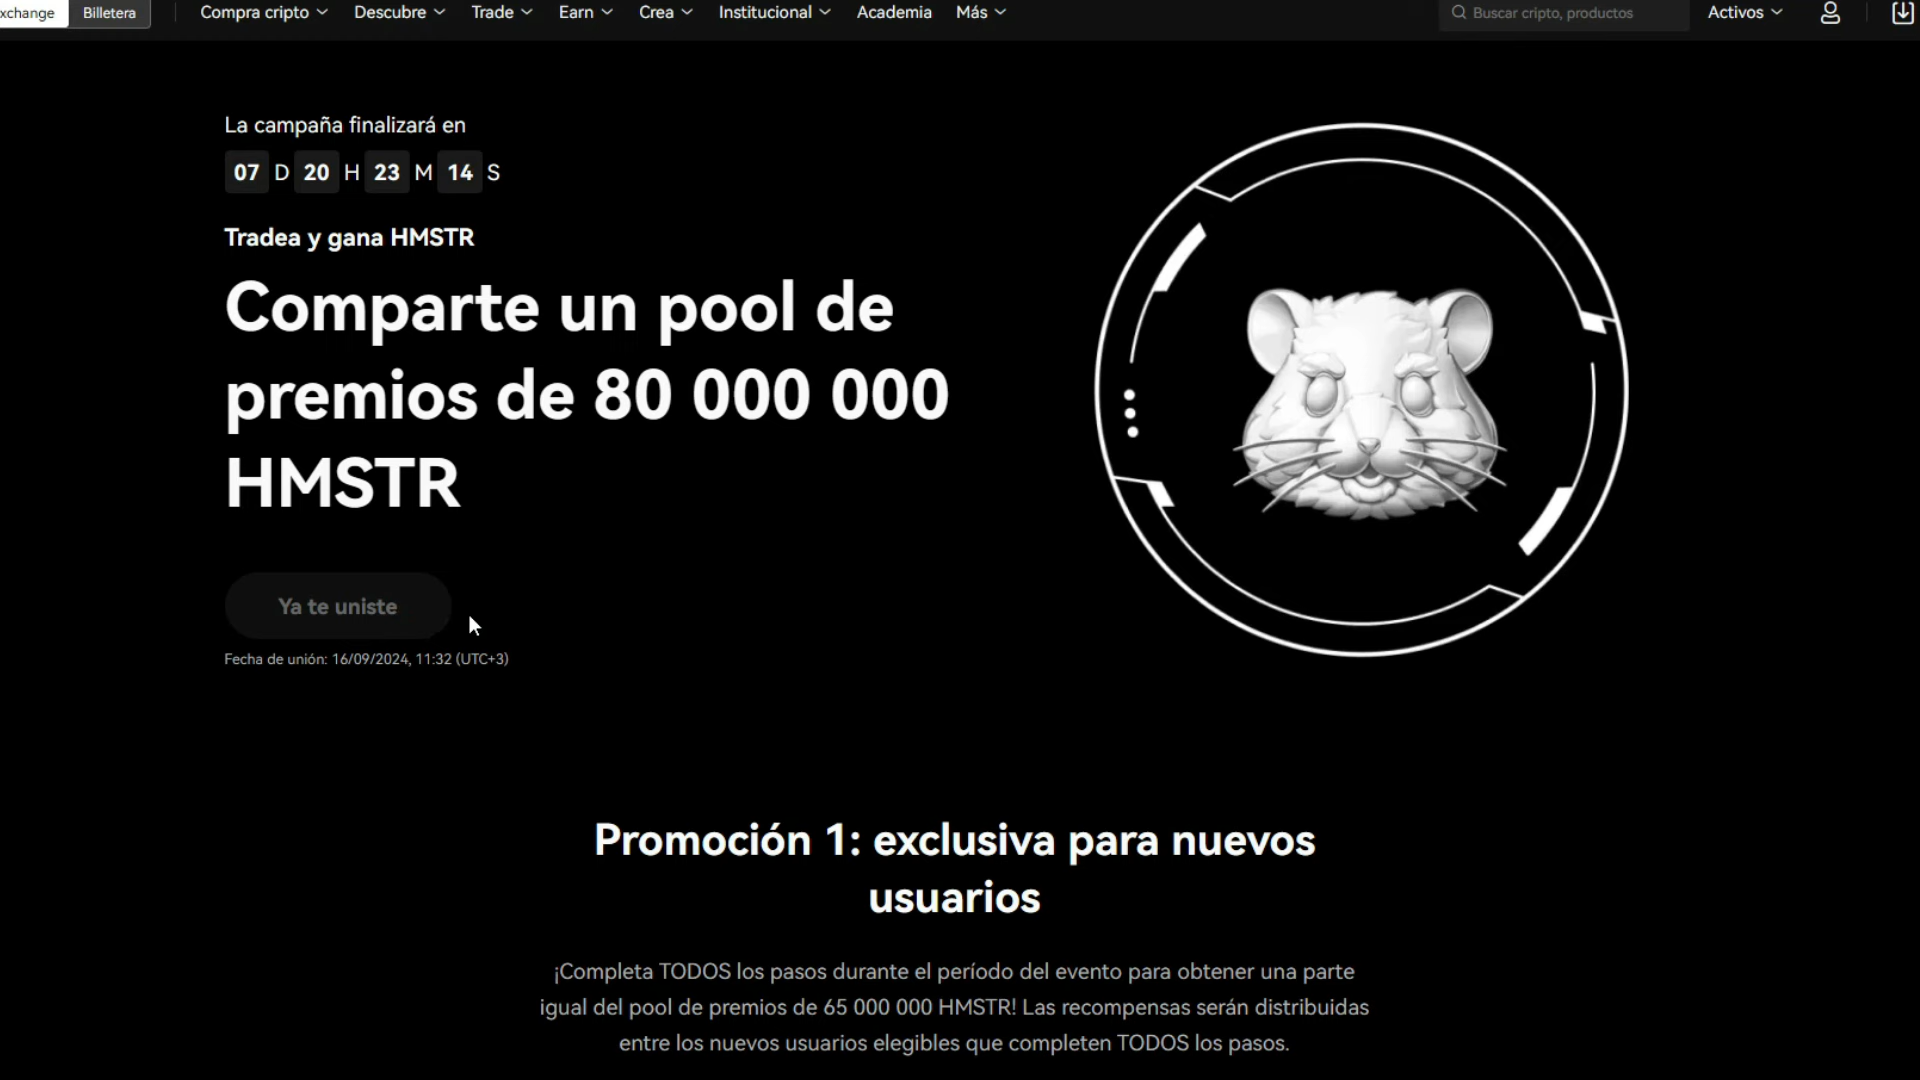 xchange Billetera Compra cripto Descubre Trade Earn Crea Institucional Academia Más Buscar cripto, productos Activos
La campaña finalizará en
07 D 20 H 23 M 14 S
Tradea y gana HMSTR
Comparte un pool de
premios de 80 000 000
HMSTR
Ya te uniste
Fecha de unión: 16/09/2024, 11:32 (UTC+3)
Promoción 1: exclusiva para nuevos
usuarios
¡Completa TODOS los pasos durante el período del evento para obtener una parte
igual del pool de premios de 65 000 000 HMSTR! Las recompensas serán distribuidas
entre los nuevos usuarios elegibles que completen TODOS los pasos.